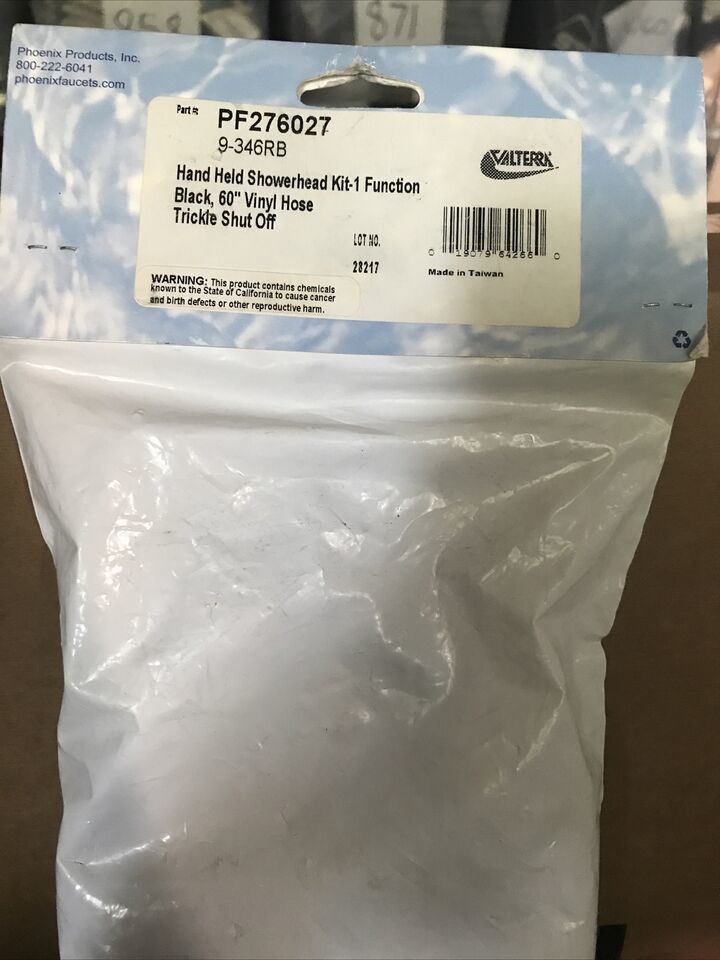 871
Phoenix Products, Inc.
800-222-6041
phoenixfaucets.com
Part #:
PF276027
9-346RB
VALTERRA
Hand Held Showerhead Kit-1 Function
Black, 60" Vinyl Hose
Trickle Shut Off
LOT NO.
28217
0 19079 64266 0
Made in Taiwan
WARNING: This product contains chemicals
known to the State of California to cause cancer
and birth defects or other reproductive harm.